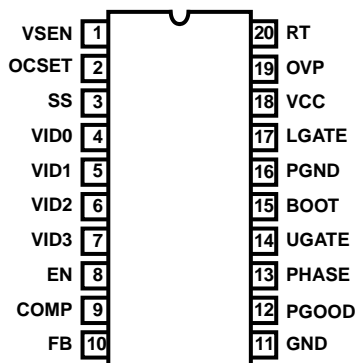 VSEN 1 20 RT
OCSET 2 19 OVP
SS 3 18 VCC
VID0 4 17 LGATE
VID1 5 16 PGND
VID2 6 15 BOOT
VID3 7 14 UGATE
EN 8 13 PHASE
COMP 9 12 PGOOD
FB 10 11 GND